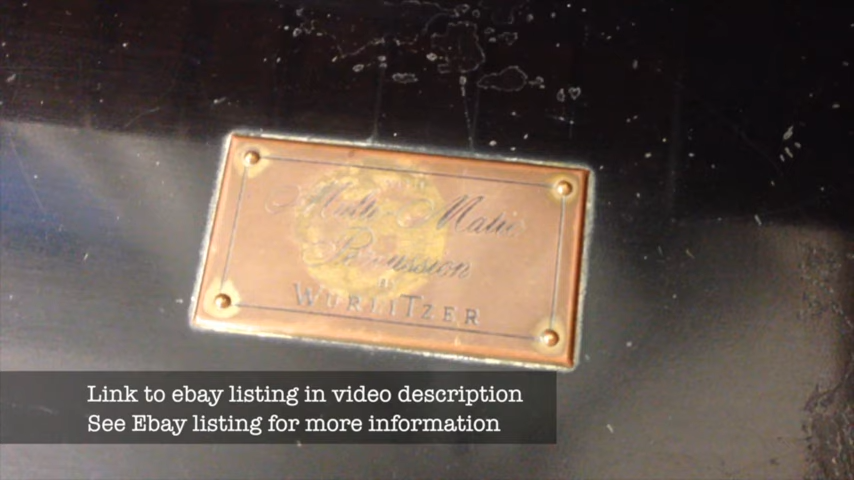 Multi-Matic
Percussion
WURLITZER
Link to ebay listing in video description
See Ebay listing for more information